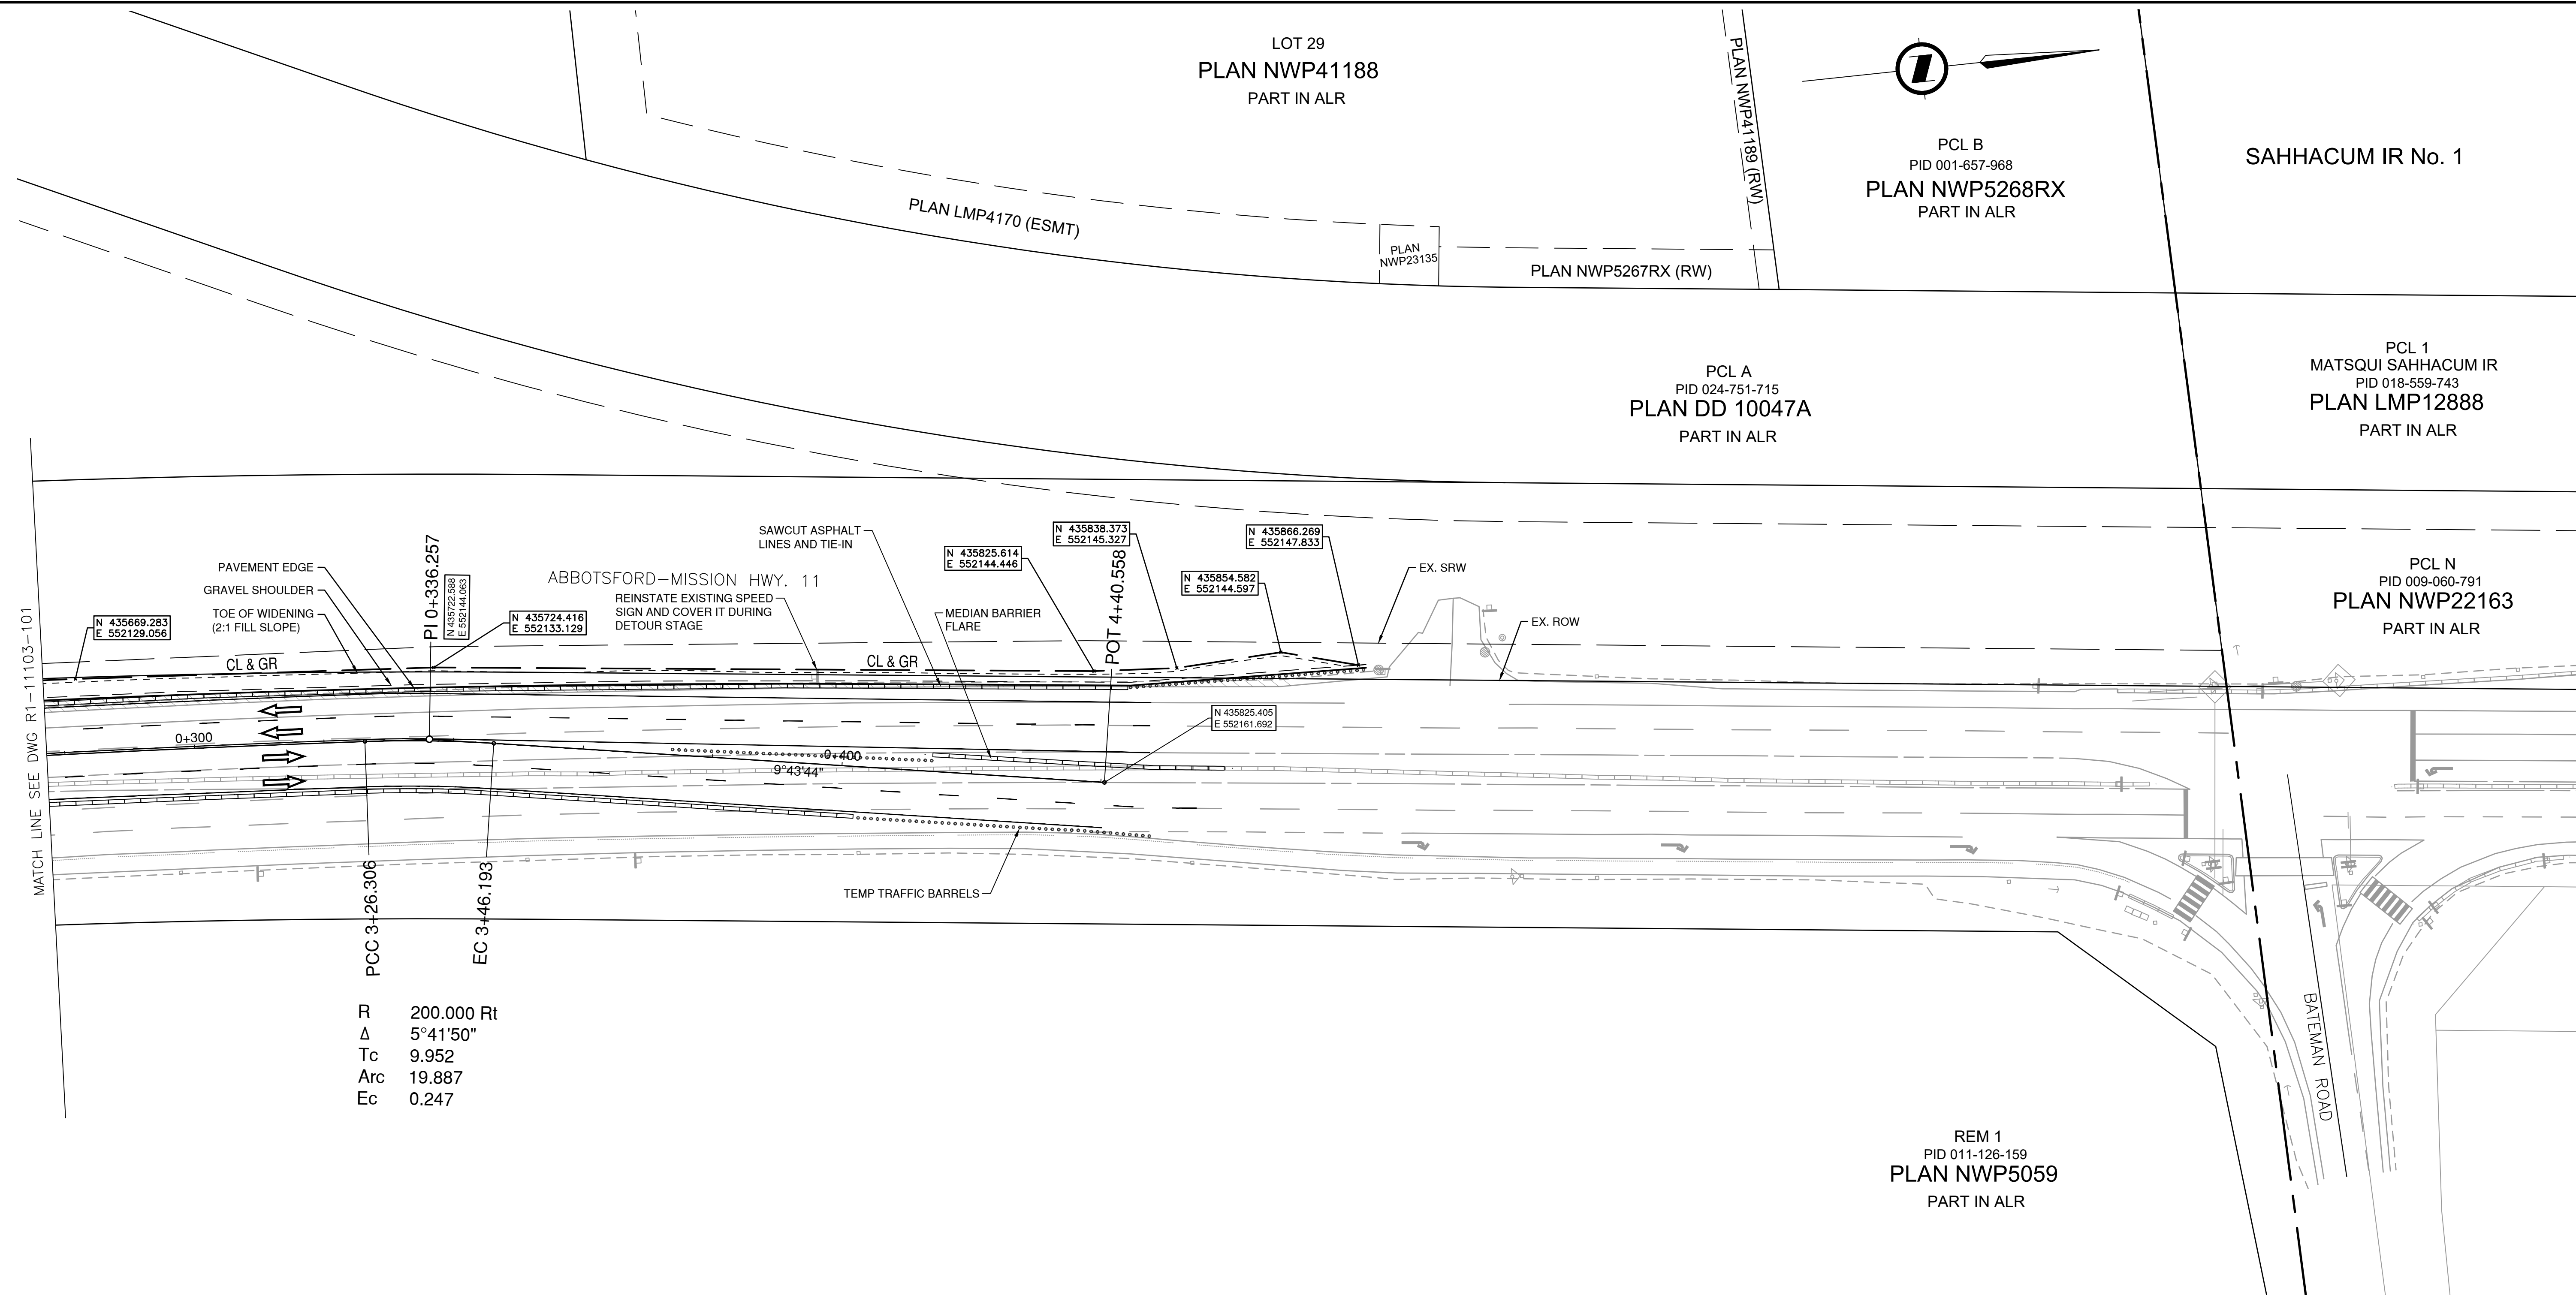 LOT 29
PLAN NWP41188
PART IN ALR
PLAN NWP41189 (RW)
PCL B
PID 001-657-968
PLAN NWP5268RX
PART IN ALR
SAHHACUM IR No. 1
PLAN LMP4170 (ESMT)
PLAN
NWP23135
PLAN NWP5267RX (RW)
PCL A
PID 024-751-715
PLAN DD 10047A
PART IN ALR
PCL 1
MATSQUI SAHHACUM IR
PID 018-559-743
PLAN LMP12888
PART IN ALR
PCL N
PID 009-060-791
PLAN NWP22163
PART IN ALR
MATCH LINE SEE DWG R1-11103-101
PAVEMENT EDGE
GRAVEL SHOULDER
TOE OF WIDENING
(2:1 FILL SLOPE)
N 435669.283
E 552129.056
CL & GR
PI 0+336.257
N 435722.588
E 552144.063
N 435724.416
E 552133.129
ABBOTSFORD-MISSION HWY. 11
REINSTATE EXISTING SPEED
SIGN AND COVER IT DURING
DETOUR STAGE
SAWCUT ASPHALT
LINES AND TIE-IN
CL & GR
MEDIAN BARRIER
FLARE
N 435825.614
E 552144.446
N 435838.373
E 552145.327
POT 4+40.558
N 435854.582
E 552144.597
N 435866.269
E 552147.833
EX. SRW
EX. ROW
N 435825.405
E 552161.692
0+300
0+400
9°43'44"
PCC 3+26.306
EC 3+46.193
TEMP TRAFFIC BARRELS
R 200.000 Rt
Δ 5°41'50"
Tc 9.952
Arc 19.887
Ec 0.247
BATEMAN ROAD
REM 1
PID 011-126-159
PLAN NWP5059
PART IN ALR